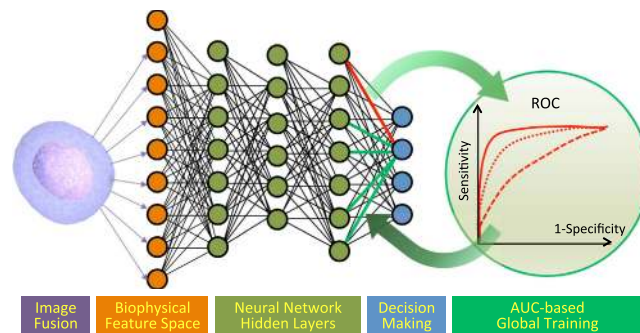 ROC
Sensitivity
1-Specificity
Image
Fusion
Biophysical
Feature Space
Neural Network
Hidden Layers
Decision
Making
AUC-based
Global Training